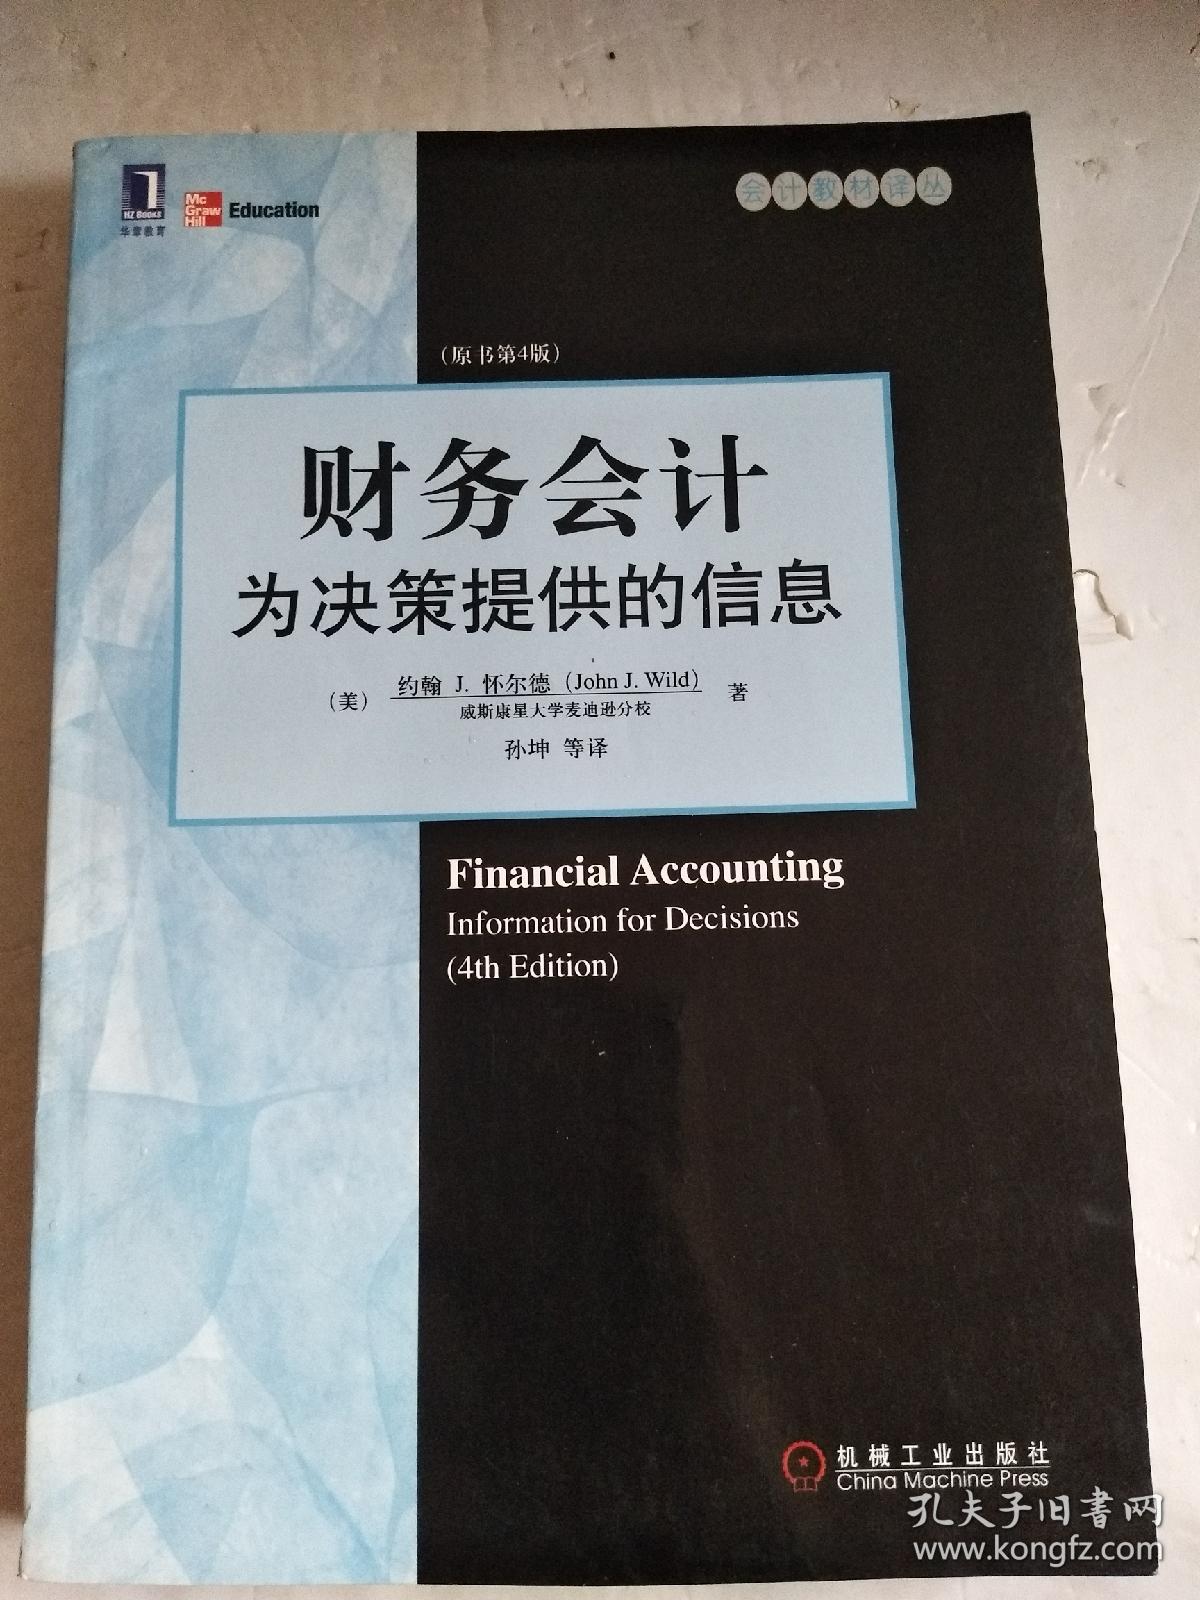 HZ BOOKS
华章教育
Mc
Graw
Hill
Education
会计教材译丛
(原书第4版)
财务会计
为决策提供的信息
(美) 约翰 J. 怀尔德 (John J. Wild) 著
威斯康星大学麦迪逊分校
孙坤 等译
Financial Accounting
Information for Decisions
(4th Edition)
机械工业出版社
China Machine Press
孔夫子旧书网
www.kongfz.com